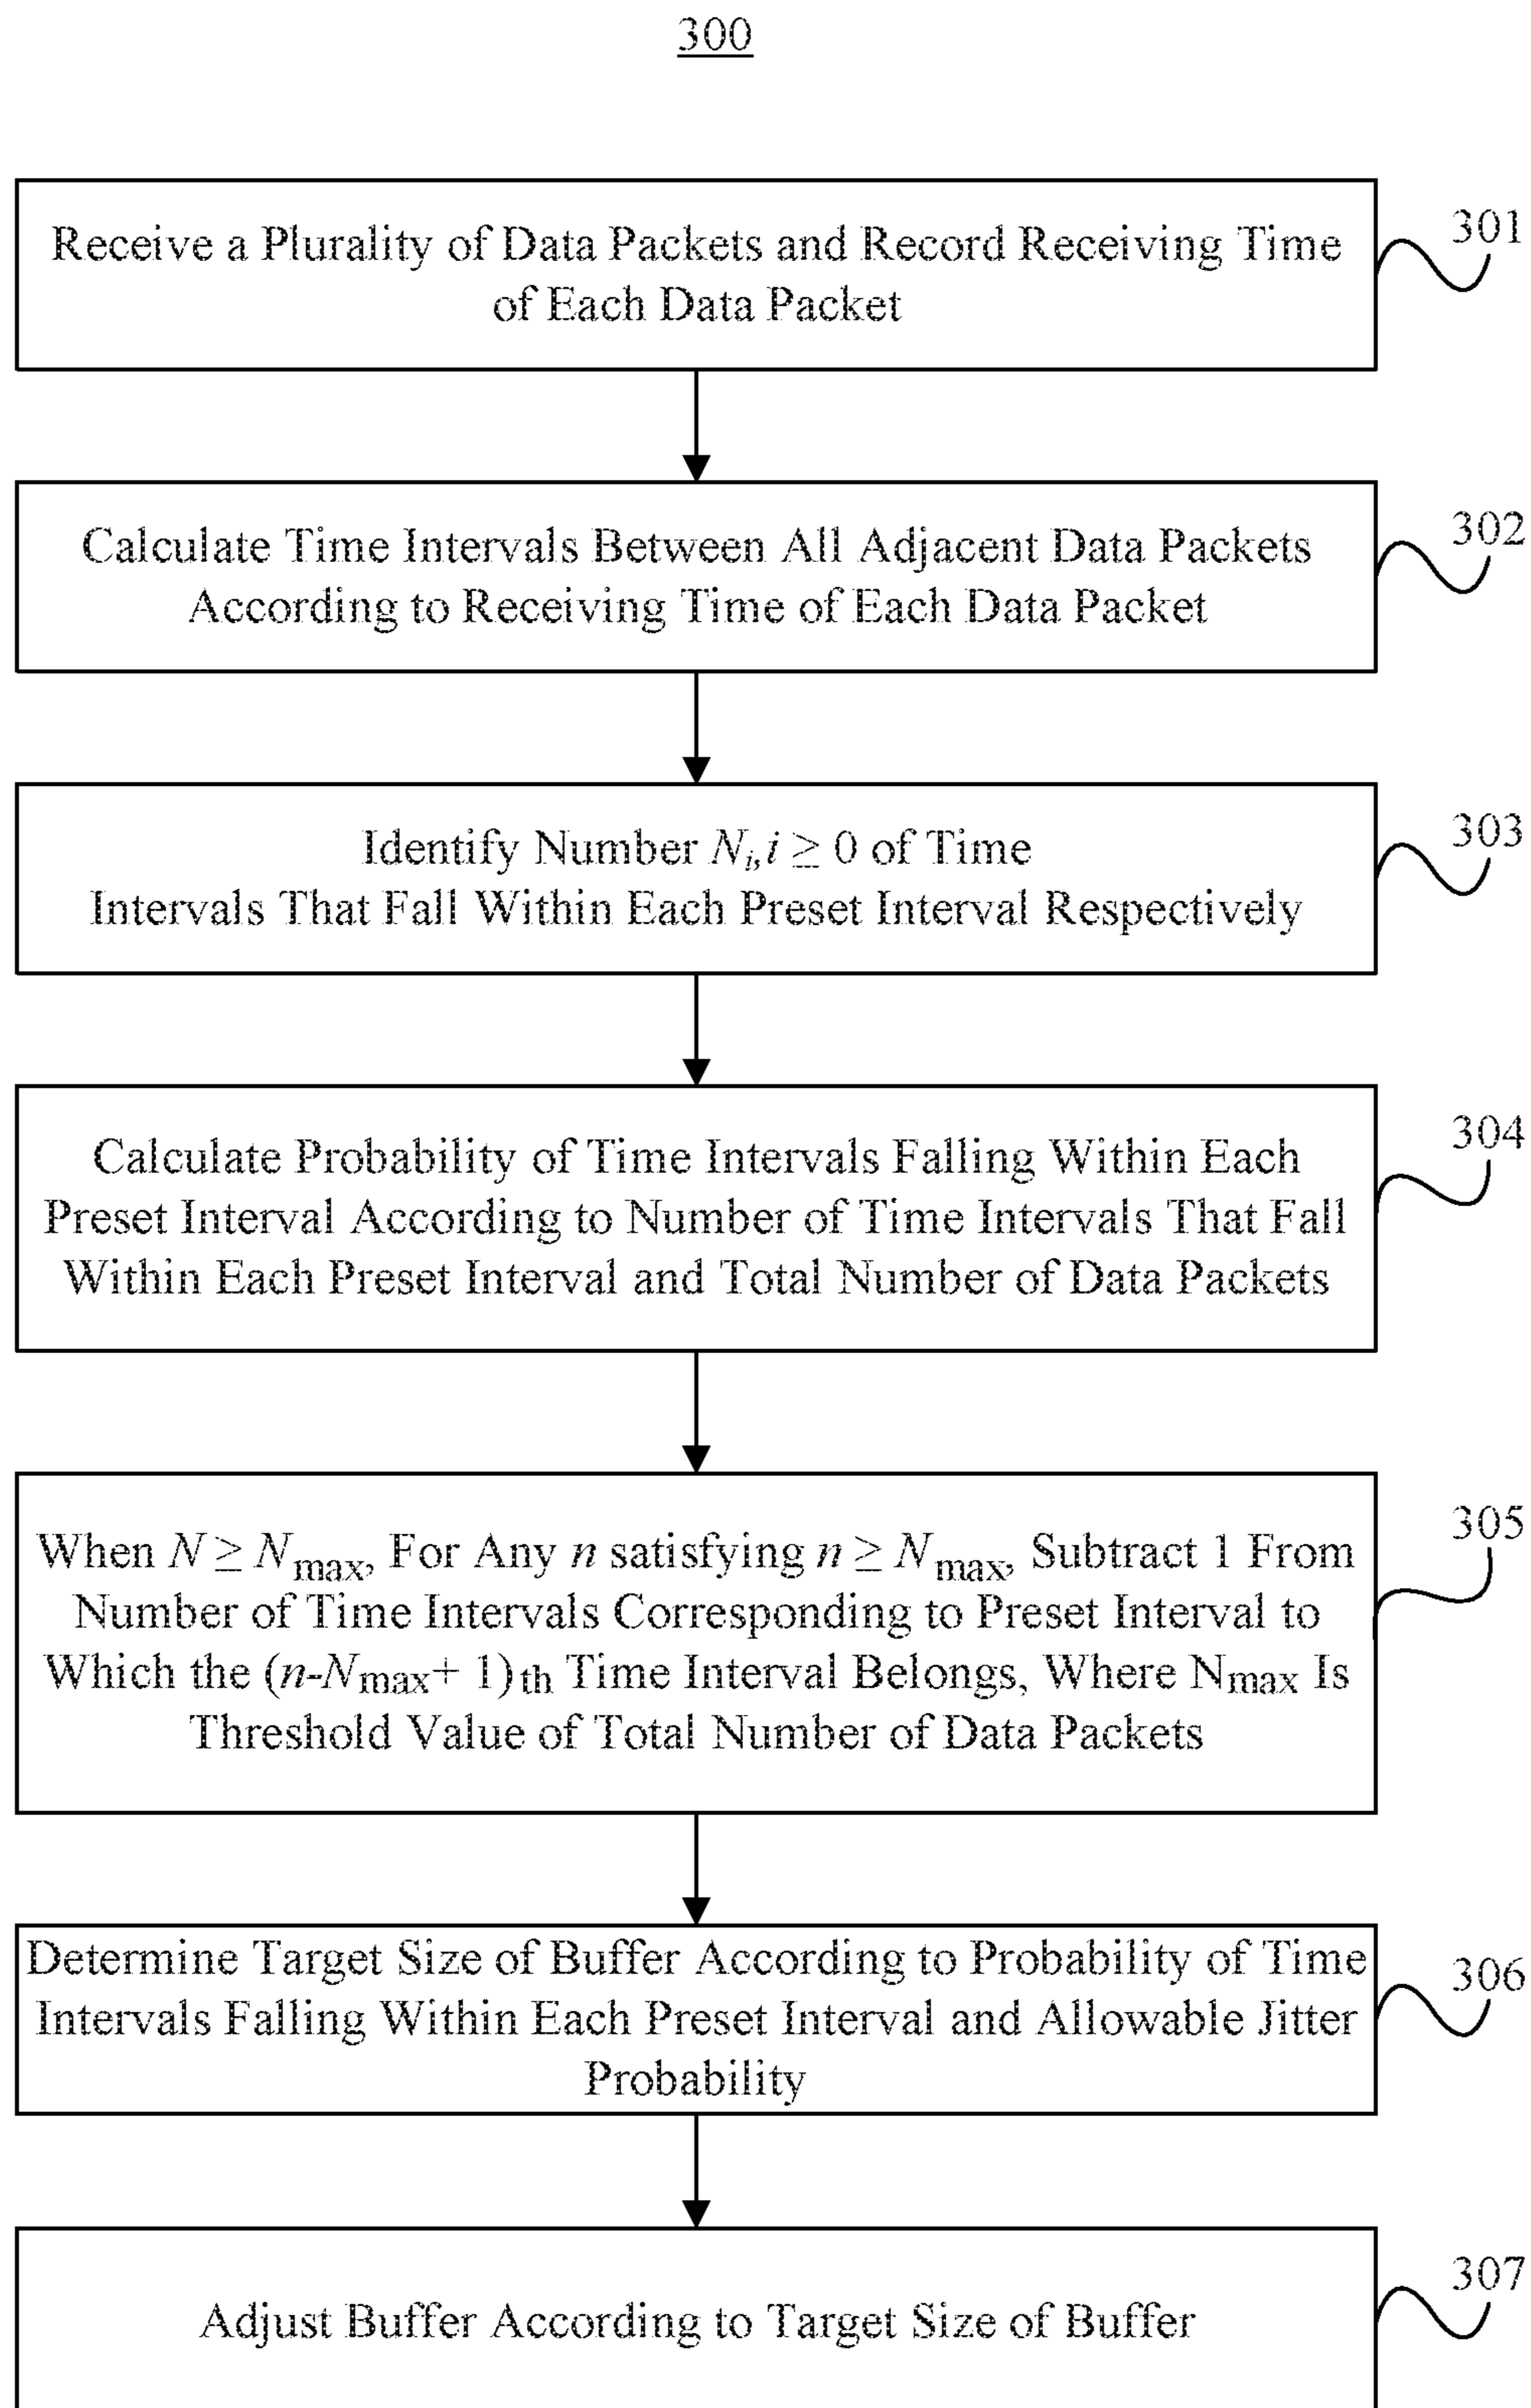 300
Receive a Plurality of Data Packets and Record Receiving Time
of Each Data Packet
301
Calculate Time Intervals Between All Adjacent Data Packets
According to Receiving Time of Each Data Packet
302
Identify Number Nᵢ, i ≥ 0 of Time
Intervals That Fall Within Each Preset Interval Respectively
303
Calculate Probability of Time Intervals Falling Within Each
Preset Interval According to Number of Time Intervals That Fall
Within Each Preset Interval and Total Number of Data Packets
304
When N ≥ Nmax, For Any n satisfying n ≥ Nmax, Subtract 1 From
Number of Time Intervals Corresponding to Preset Interval to
Which the (n-Nmax+ 1)th Time Interval Belongs, Where Nmax Is
Threshold Value of Total Number of Data Packets
305
Determine Target Size of Buffer According to Probability of Time
Intervals Falling Within Each Preset Interval and Allowable Jitter
Probability
306
Adjust Buffer According to Target Size of Buffer
307